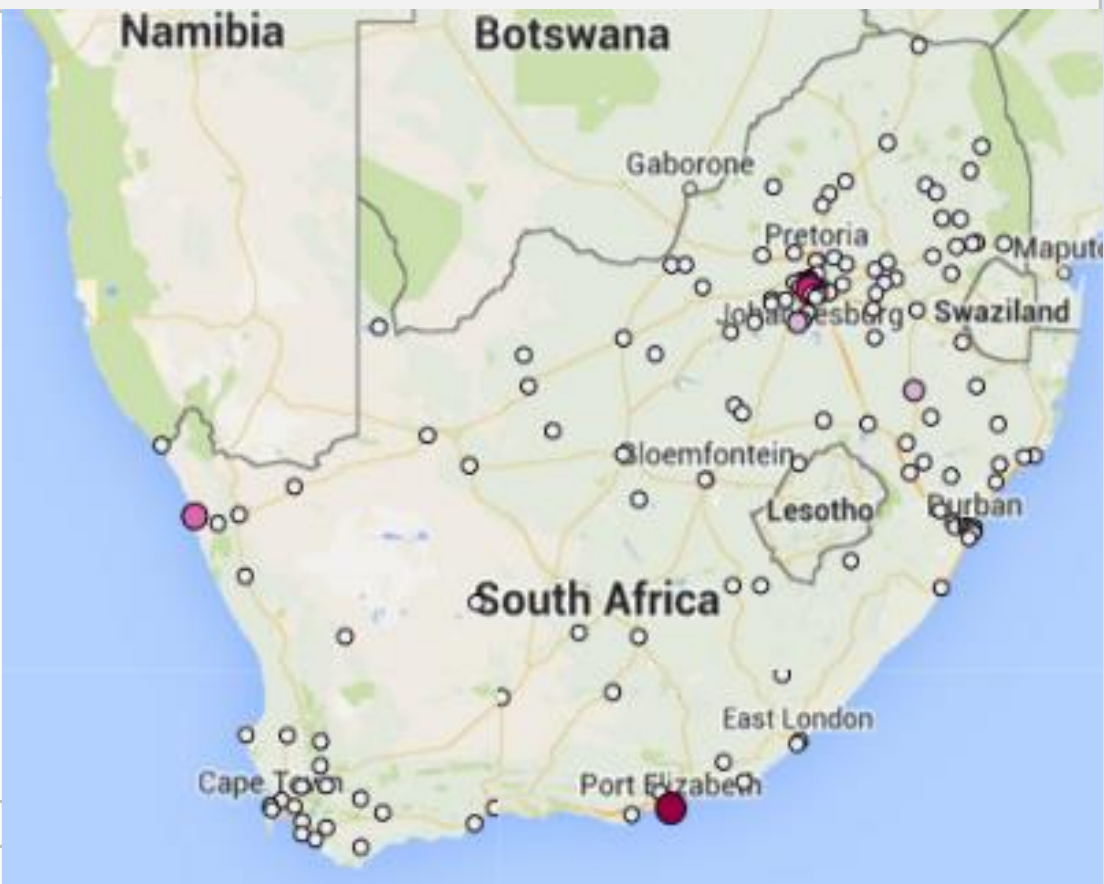 Namibia
Botswana
Gaborone
Pretoria
Maputo
Johannesburg
Swaziland
Bloemfontein
Lesotho
Durban
South Africa
East London
Cape Town
Port Elizabeth